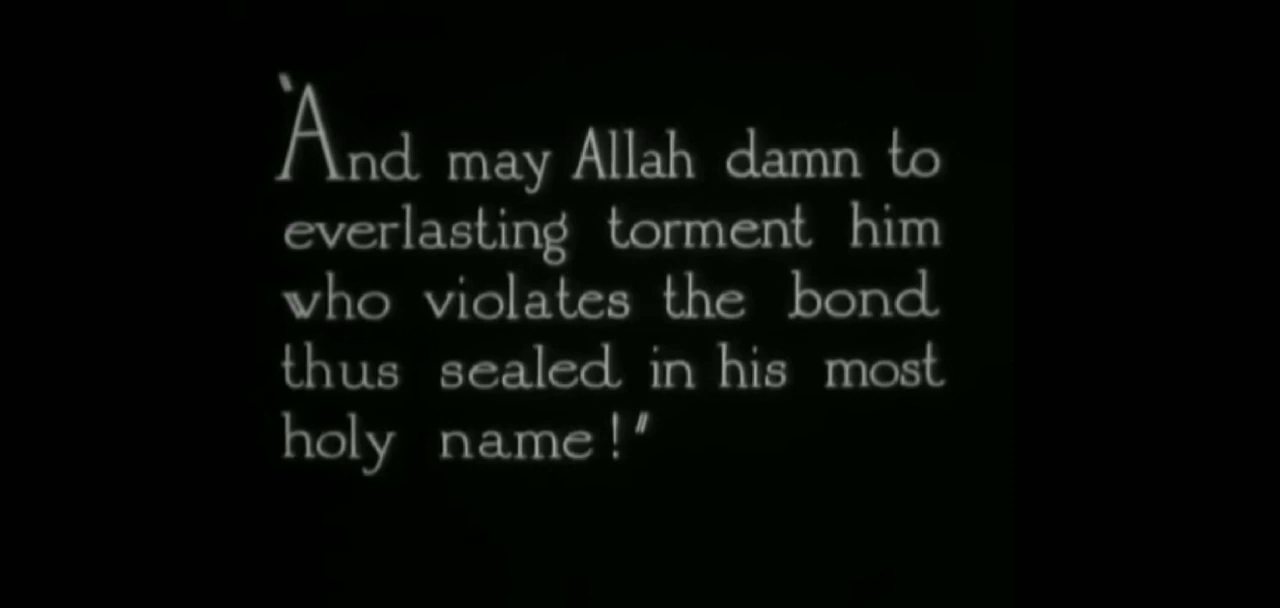 "And may Allah damn to
everlasting torment him
who violates the bond
thus sealed in his most
holy name!"